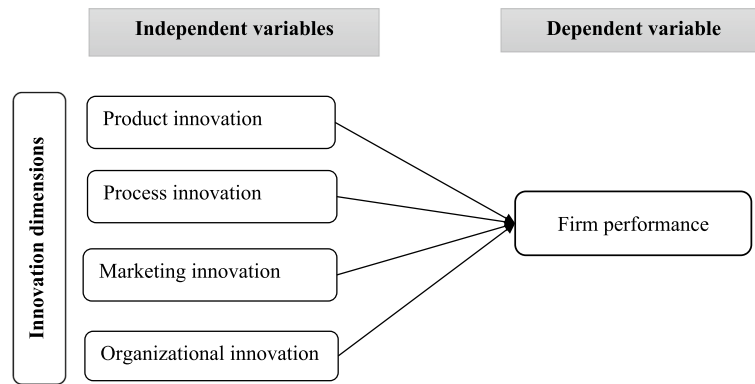 Independent variables
Dependent variable
Innovation dimensions
Product innovation
Process innovation
Marketing innovation
Organizational innovation
Firm performance